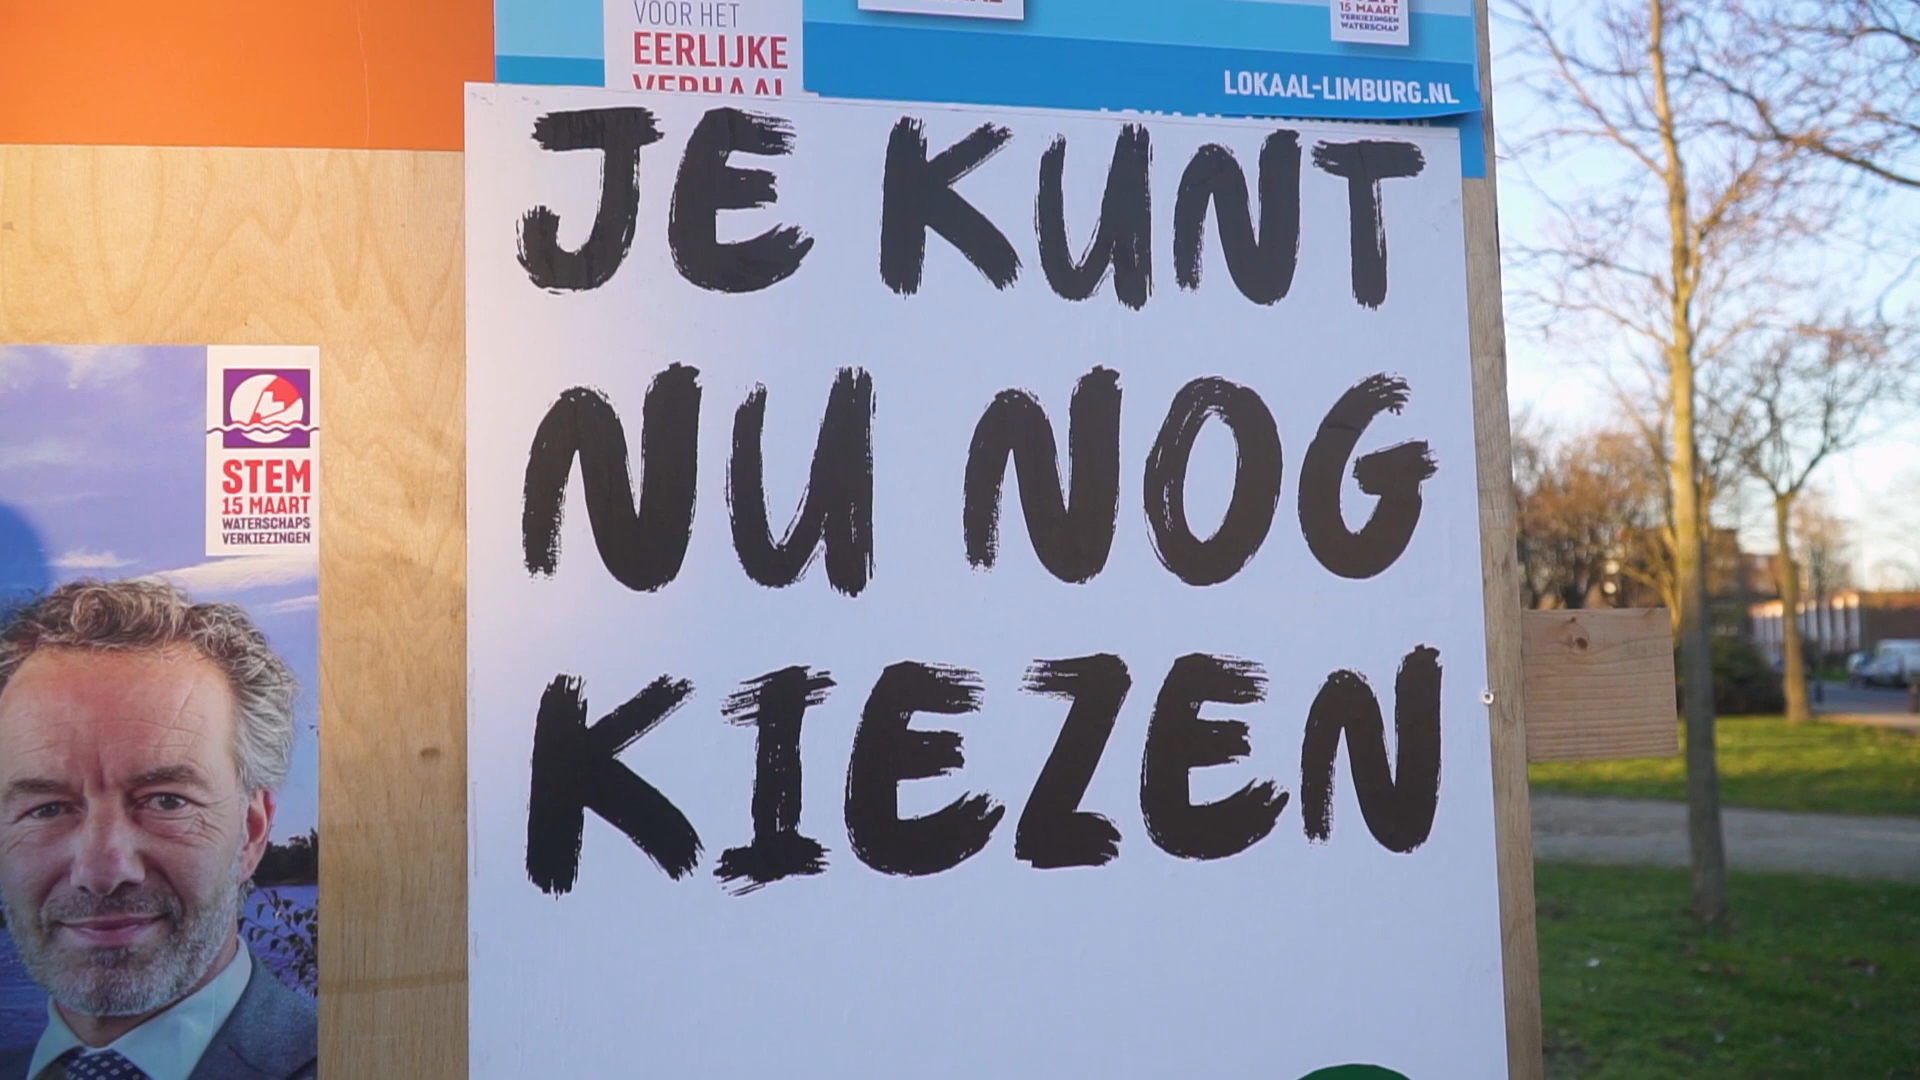 VOOR HET
EERLIJKE
VERHAAL
15 MAART
VERKIEZINGEN
WATERSCHAP
LOKAAL-LIMBURG.NL
JE KUNT
NU NOG
KIEZEN
STEM
15 MAART
WATERSCHAPS
VERKIEZINGEN